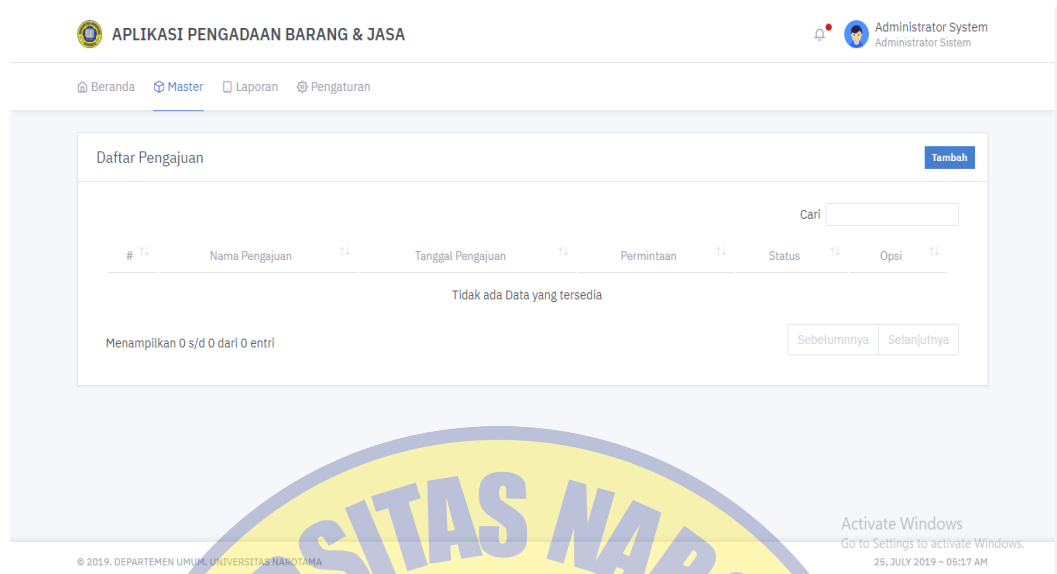 APLIKASI PENGADAAN BARANG & JASA
Administrator System
Administrator Sistem
Beranda Master Laporan Pengaturan
Daftar Pengajuan
Tambah
Cari
# Nama Pengajuan Tanggal Pengajuan Permintaan Status Opsi
Tidak ada Data yang tersedia
Menampilkan 0 s/d 0 dari 0 entri
Sebelumnnya Selanjutnya
SITAS NARO
Activate Windows
Go to Settings to activate Windows.
© 2019. DEPARTEMEN UMUM. UNIVERSITAS NAROTAMA
25, JULY 2019 ~ 05:17 AM